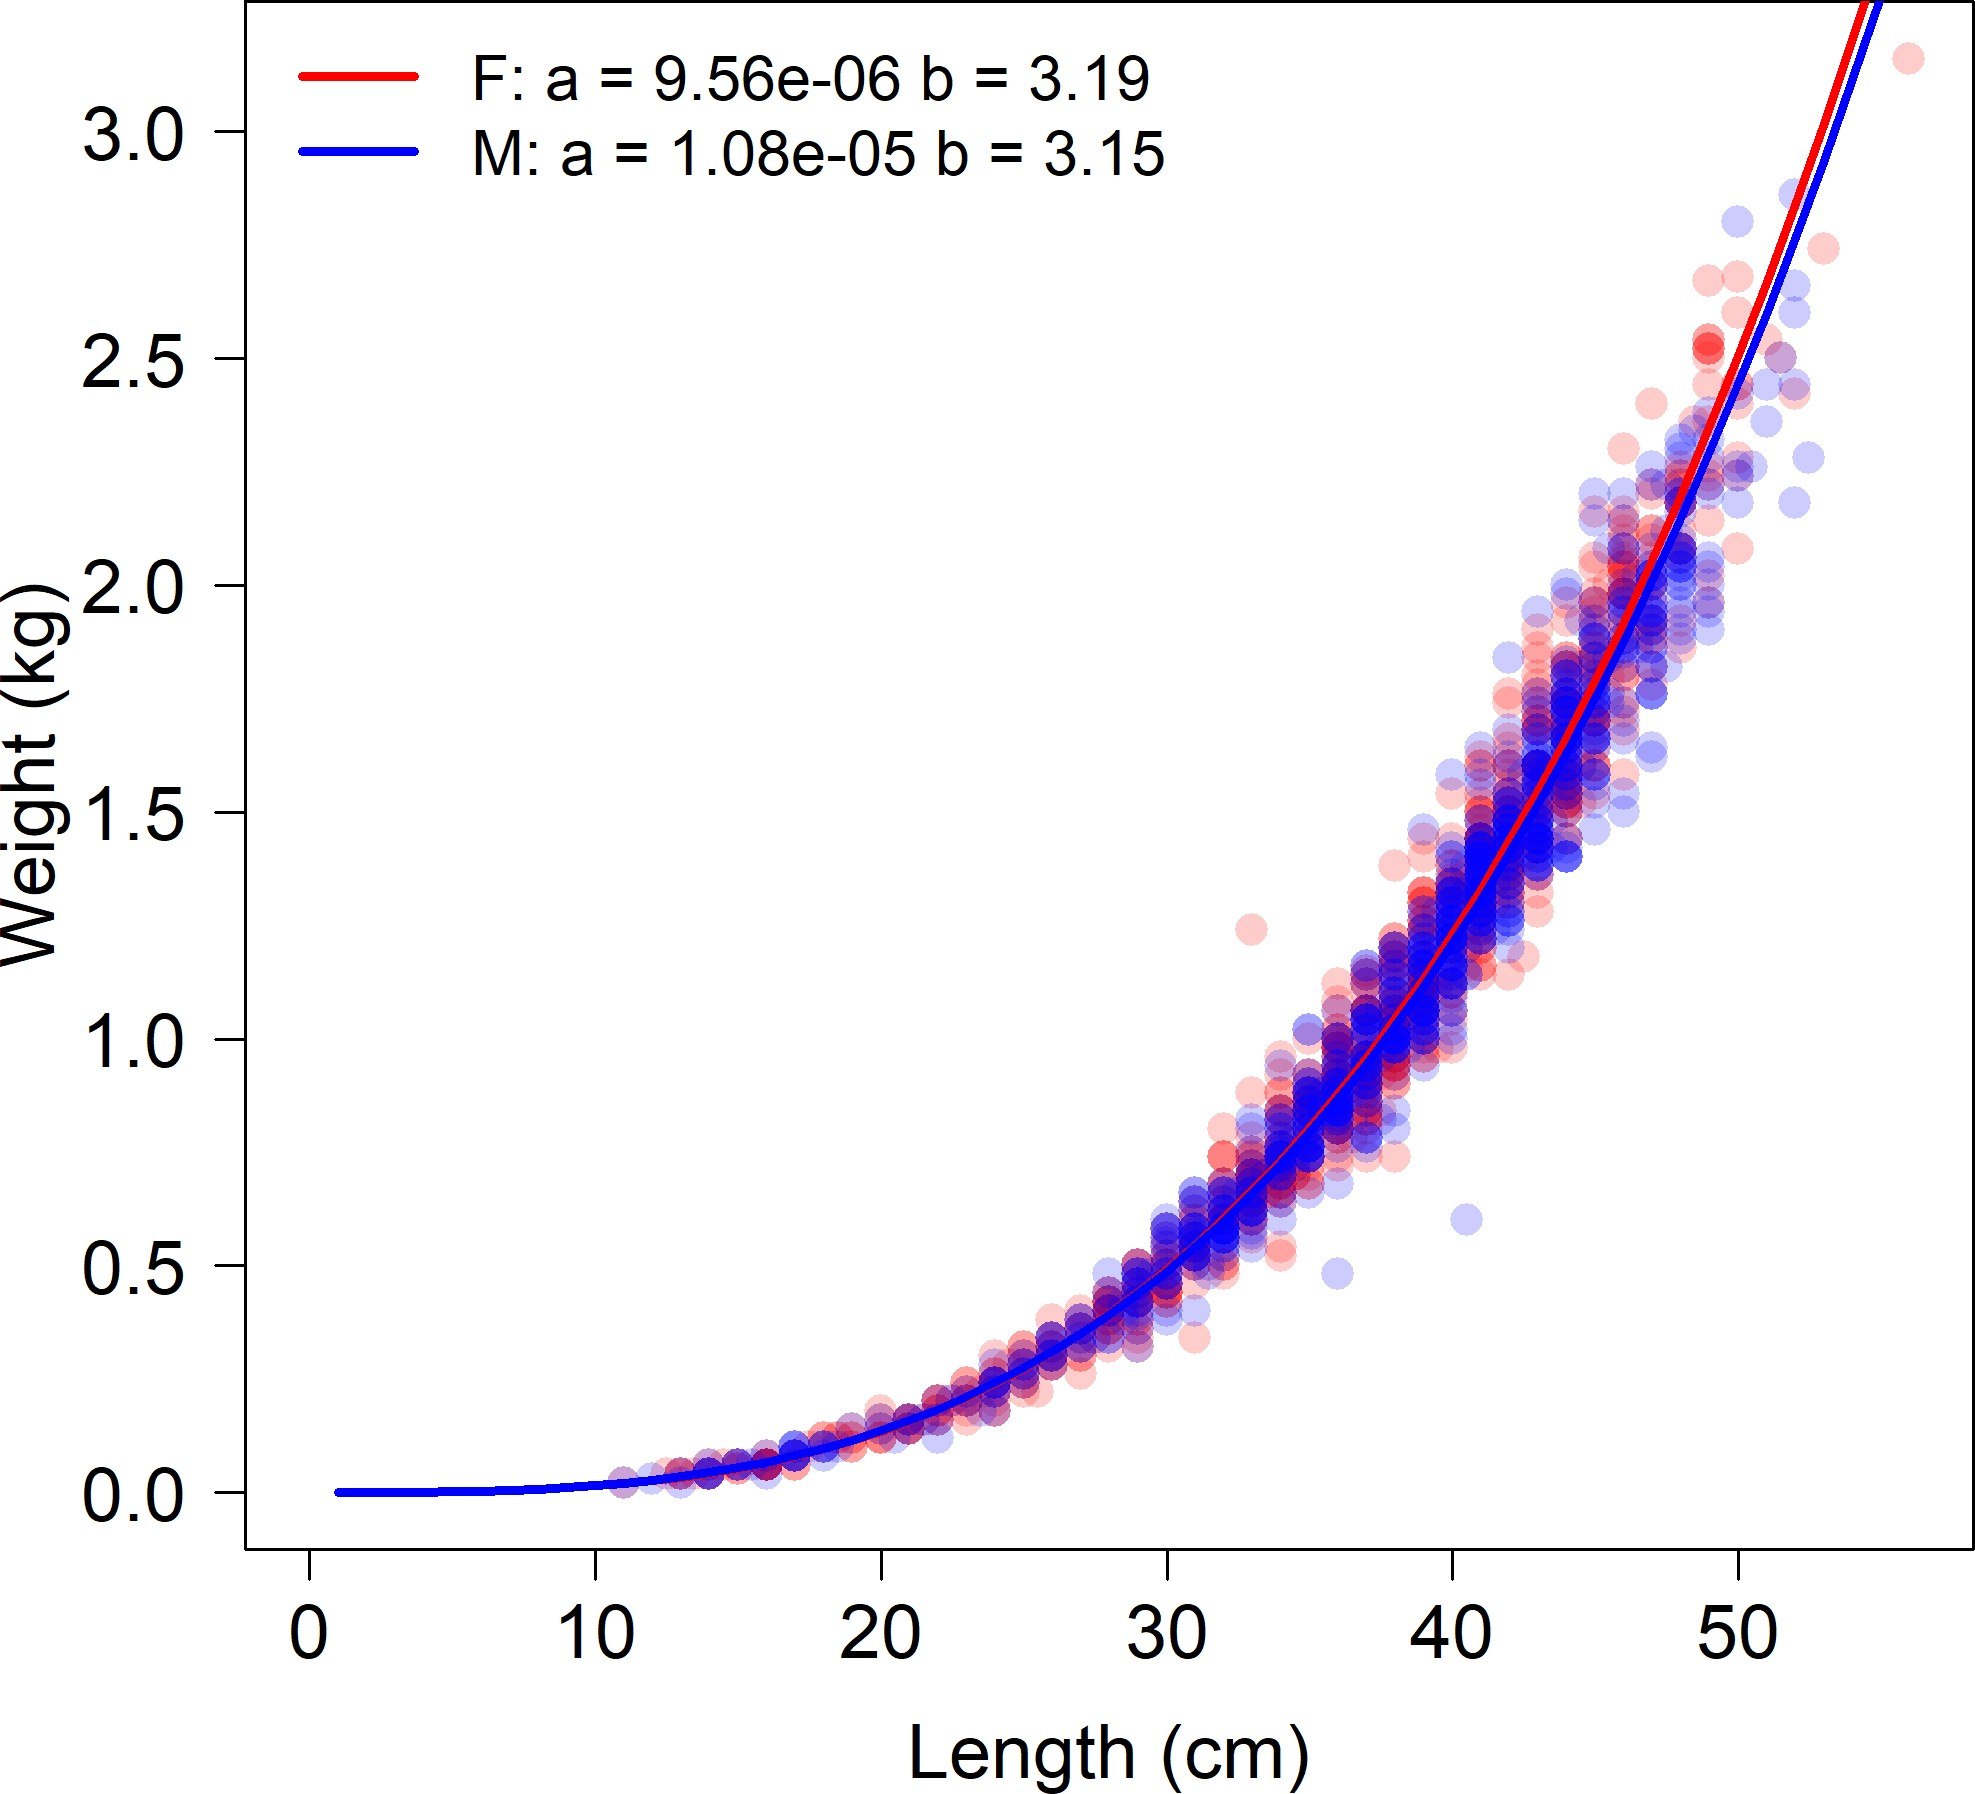 F: a = 9.56e-06 b = 3.19
M: a = 1.08e-05 b = 3.15
Weight (kg)
3.0
2.5
2.0
1.5
1.0
0.5
0.0
0 10 20 30 40 50
Length (cm)